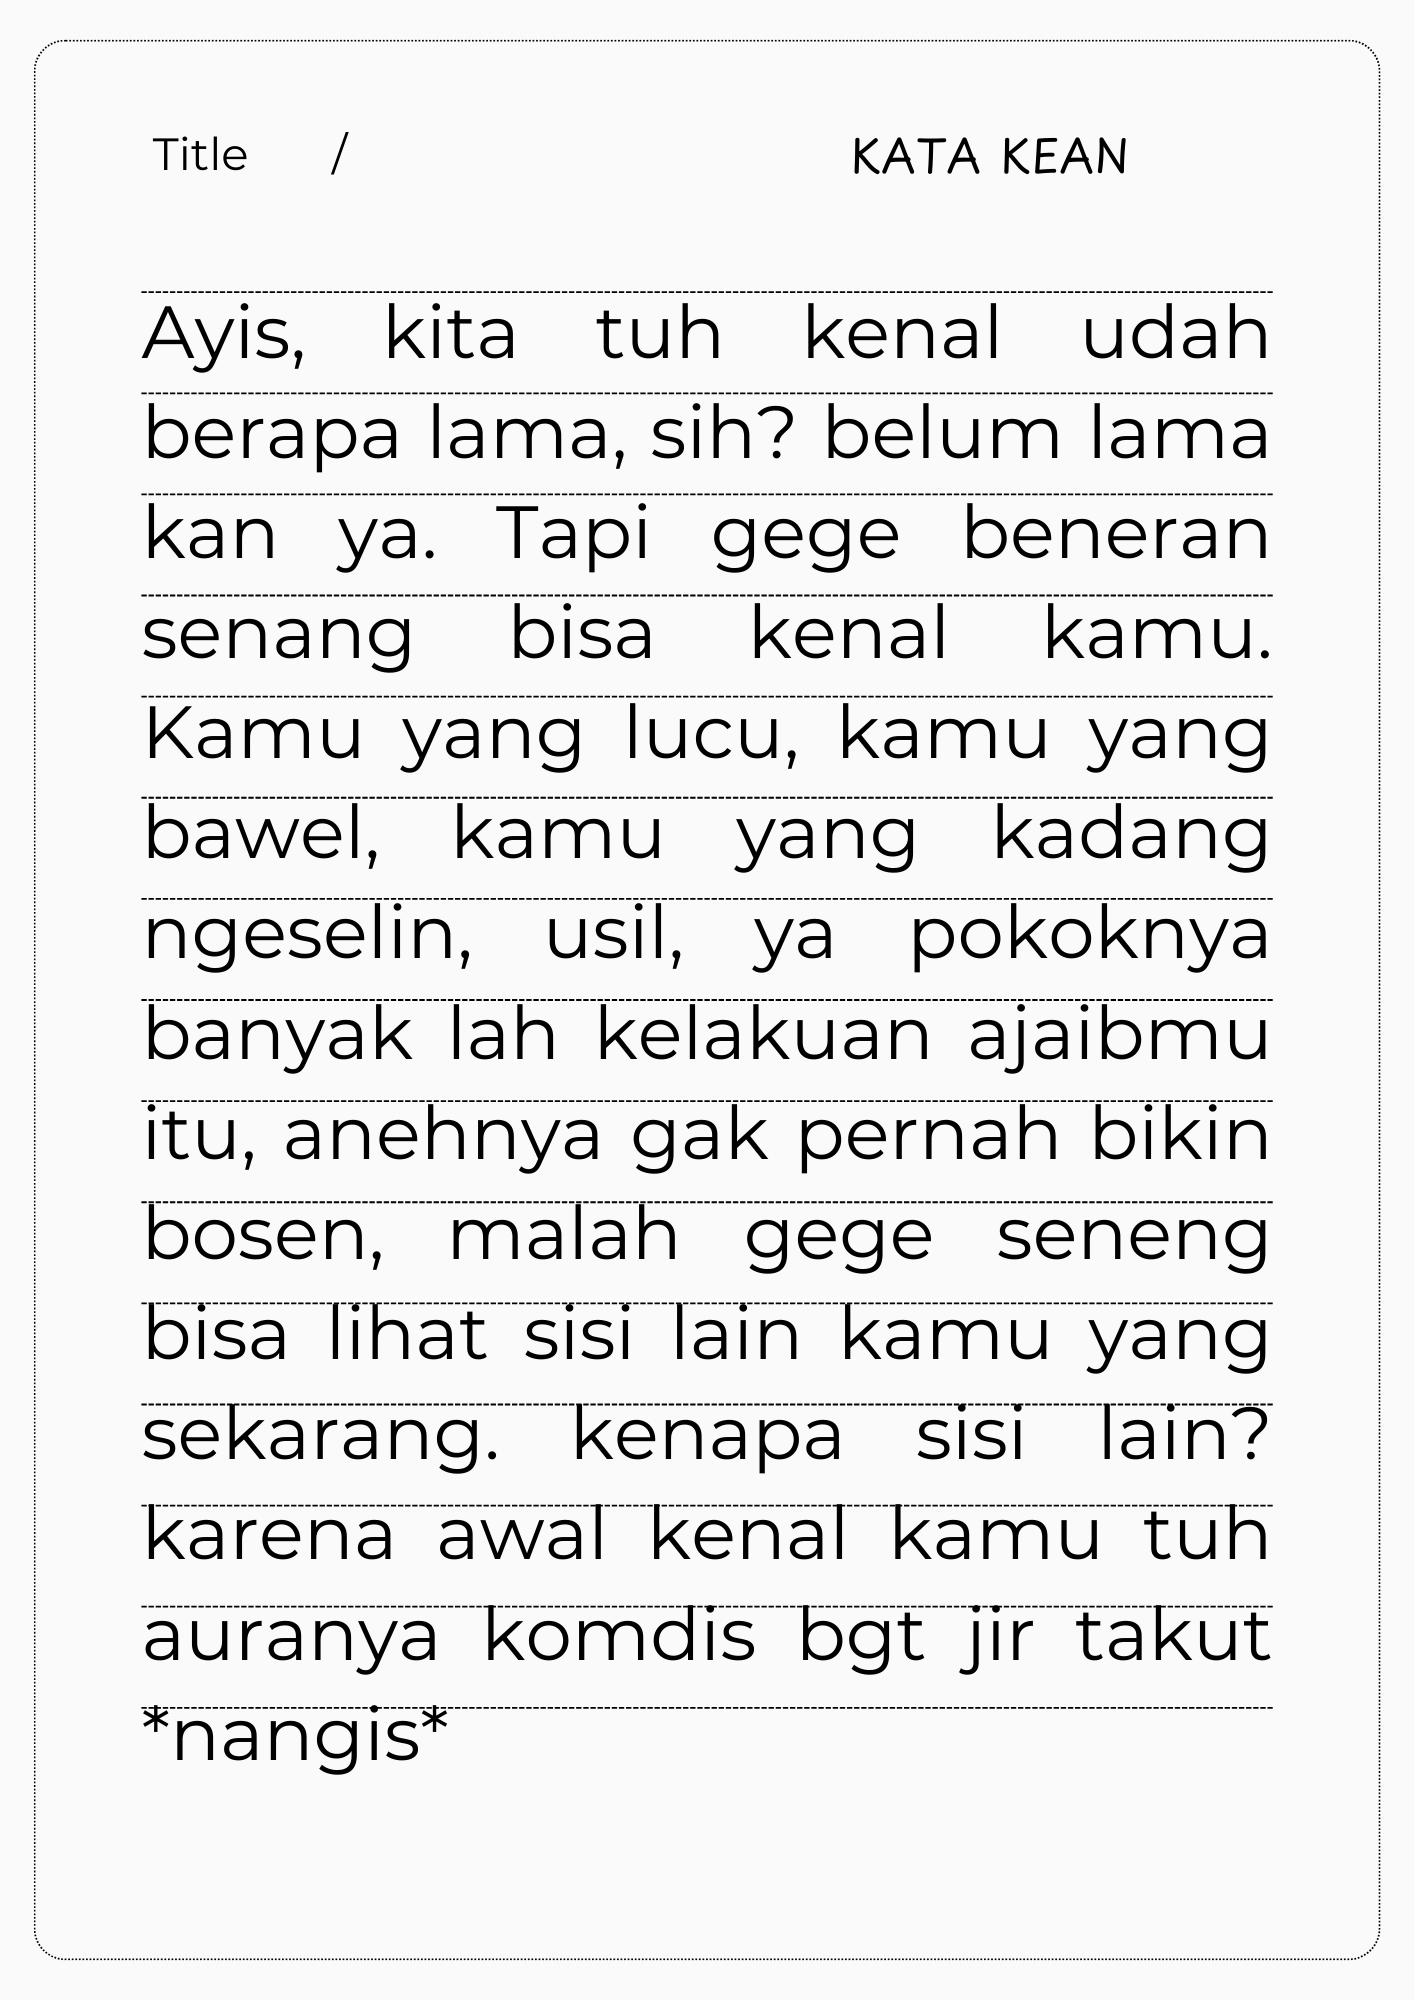 Title / KATA KEAN
Ayis, kita tuh kenal udah
berapa lama, sih? belum lama
kan ya. Tapi gege beneran
senang bisa kenal kamu.
Kamu yang lucu, kamu yang
bawel, kamu yang kadang
ngeselin, usil, ya pokoknya
banyak lah kelakuan ajaibmu
itu, anehnya gak pernah bikin
bosen, malah gege seneng
bisa lihat sisi lain kamu yang
sekarang. kenapa sisi lain?
karena awal kenal kamu tuh
auranya komdis bgt jir takut
*nangis*